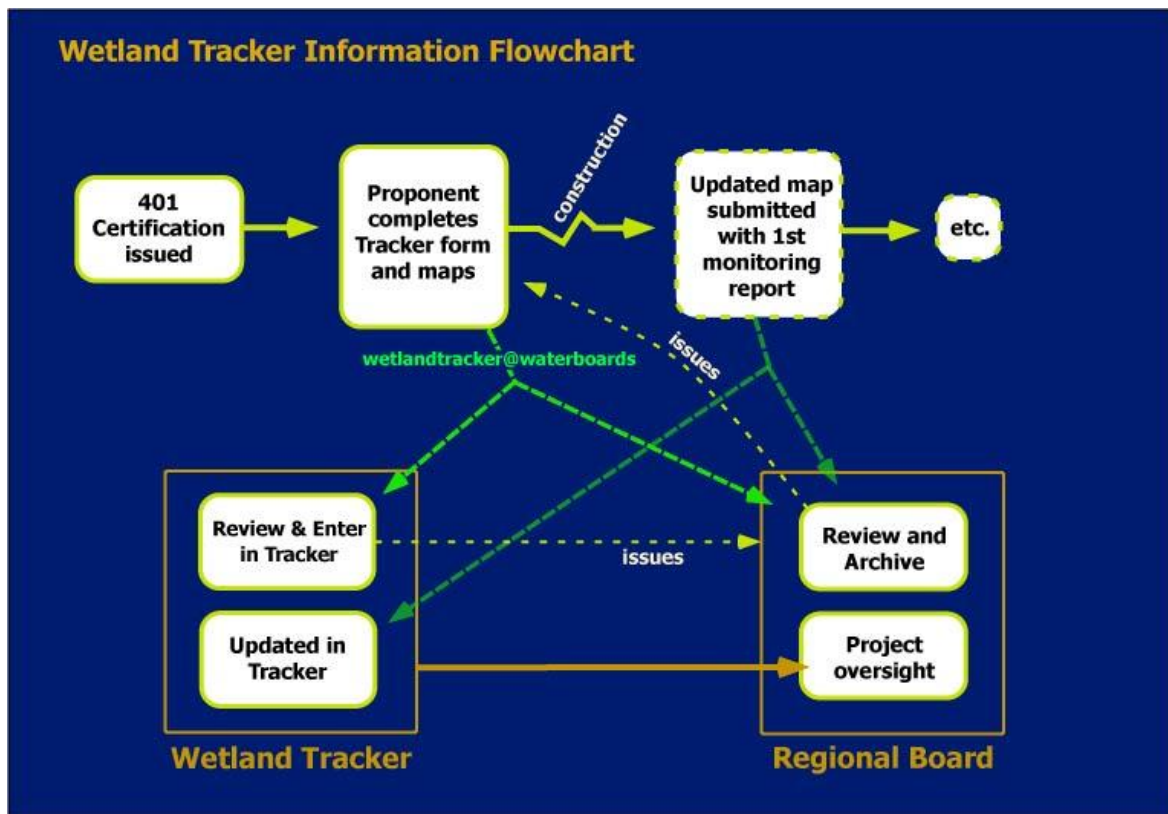 Wetland Tracker Information Flowchart
401
Certification
issued
Proponent
completes
Tracker form
and maps
construction
Updated map
submitted
with 1st
monitoring
report
etc.
wetlandtracker@waterboards
issues
Review & Enter
in Tracker
issues
Review and
Archive
Updated in
Tracker
Project
oversight
Wetland Tracker
Regional Board